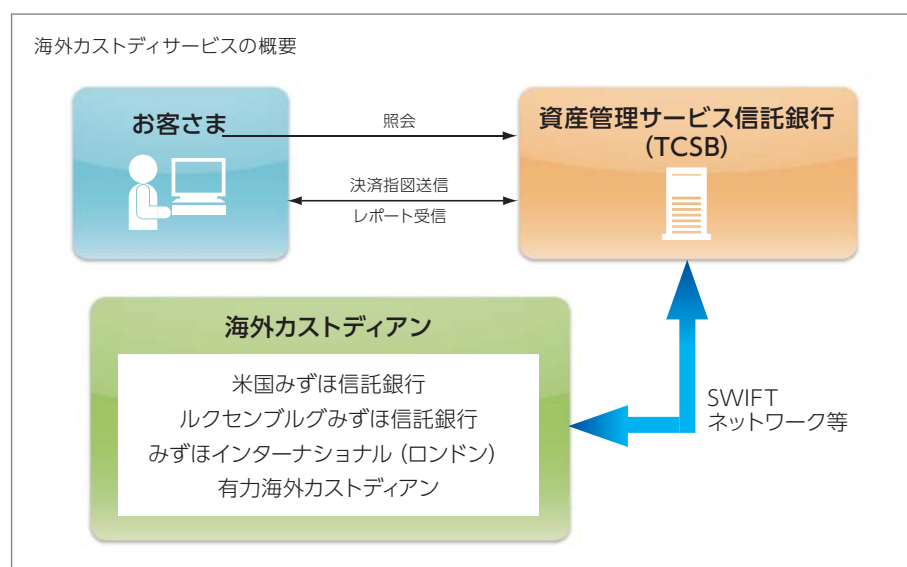 海外カストディサービスの概要
お客さま
照会
決済指図送信
レポート受信
資産管理サービス信託銀行
(TCSB)
海外カストディアン
米国みずほ信託銀行
ルクセンブルグみずほ信託銀行
みずほインターナショナル（ロンドン）
有力海外カストディアン
SWIFT
ネットワーク等